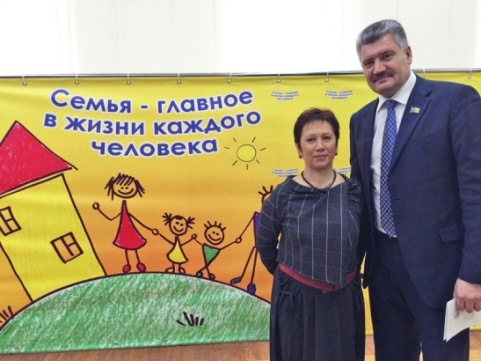 Семья - главное
в жизни каждого
человека